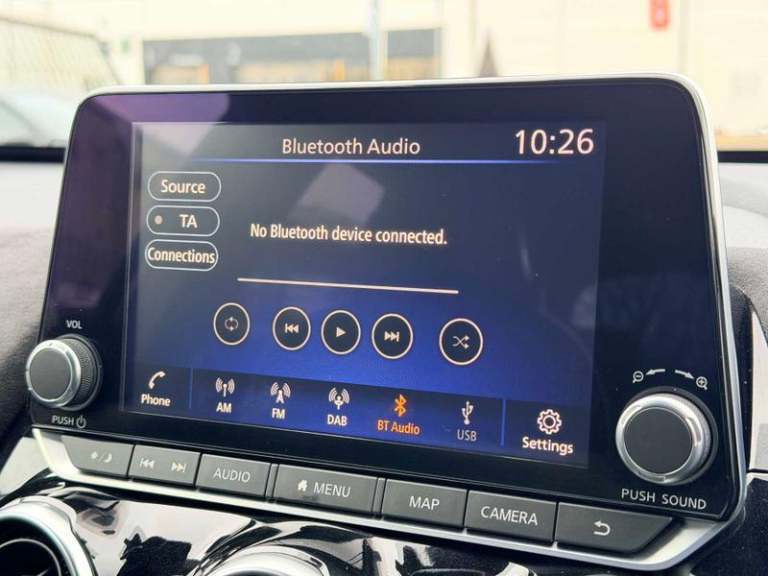 Bluetooth Audio
10:26
Source
TA
Connections
No Bluetooth device connected.
VOL
PUSH
Phone
AM
FM
DAB
BT Audio
USB
Settings
PUSH SOUND
AUDIO
MENU
MAP
CAMERA